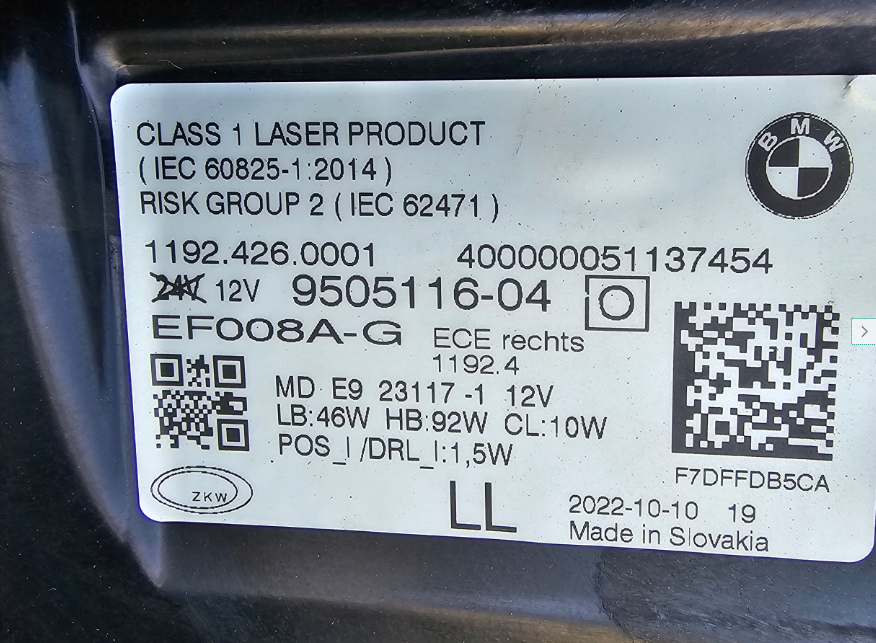 CLASS 1 LASER PRODUCT
( IEC 60825-1:2014 )
RISK GROUP 2 ( IEC 62471 )
BMW
1192.426.0001 400000051137454
24V 12V 9505116-04 O
EF008A-G ECE rechts
1192.4
MD E9 23117 -1 12V
LB:46W HB:92W CL:10W
POS_I /DRL_I:1,5W
F7DFFDB5CA
ZKW
LL 2022-10-10 19
Made in Slovakia